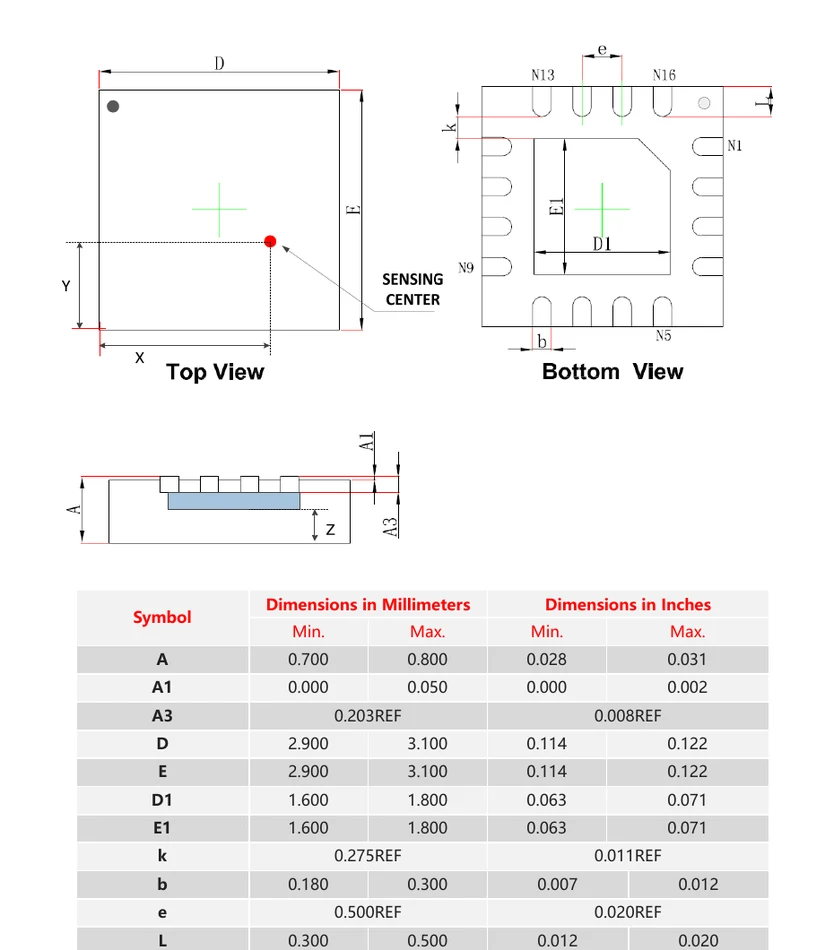 D
E
Y
X
SENSING
CENTER
Top View
e
N13
N16
L
k
N1
E1
D1
N9
N5
b
Bottom View
A1
A
Z
A3
Symbol
Dimensions in Millimeters
Dimensions in Inches
Min. Max. Min. Max.
A 0.700 0.800 0.028 0.031
A1 0.000 0.050 0.000 0.002
A3 0.203REF 0.008REF
D 2.900 3.100 0.114 0.122
E 2.900 3.100 0.114 0.122
D1 1.600 1.800 0.063 0.071
E1 1.600 1.800 0.063 0.071
k 0.275REF 0.011REF
b 0.180 0.300 0.007 0.012
e 0.500REF 0.020REF
L 0.300 0.500 0.012 0.020